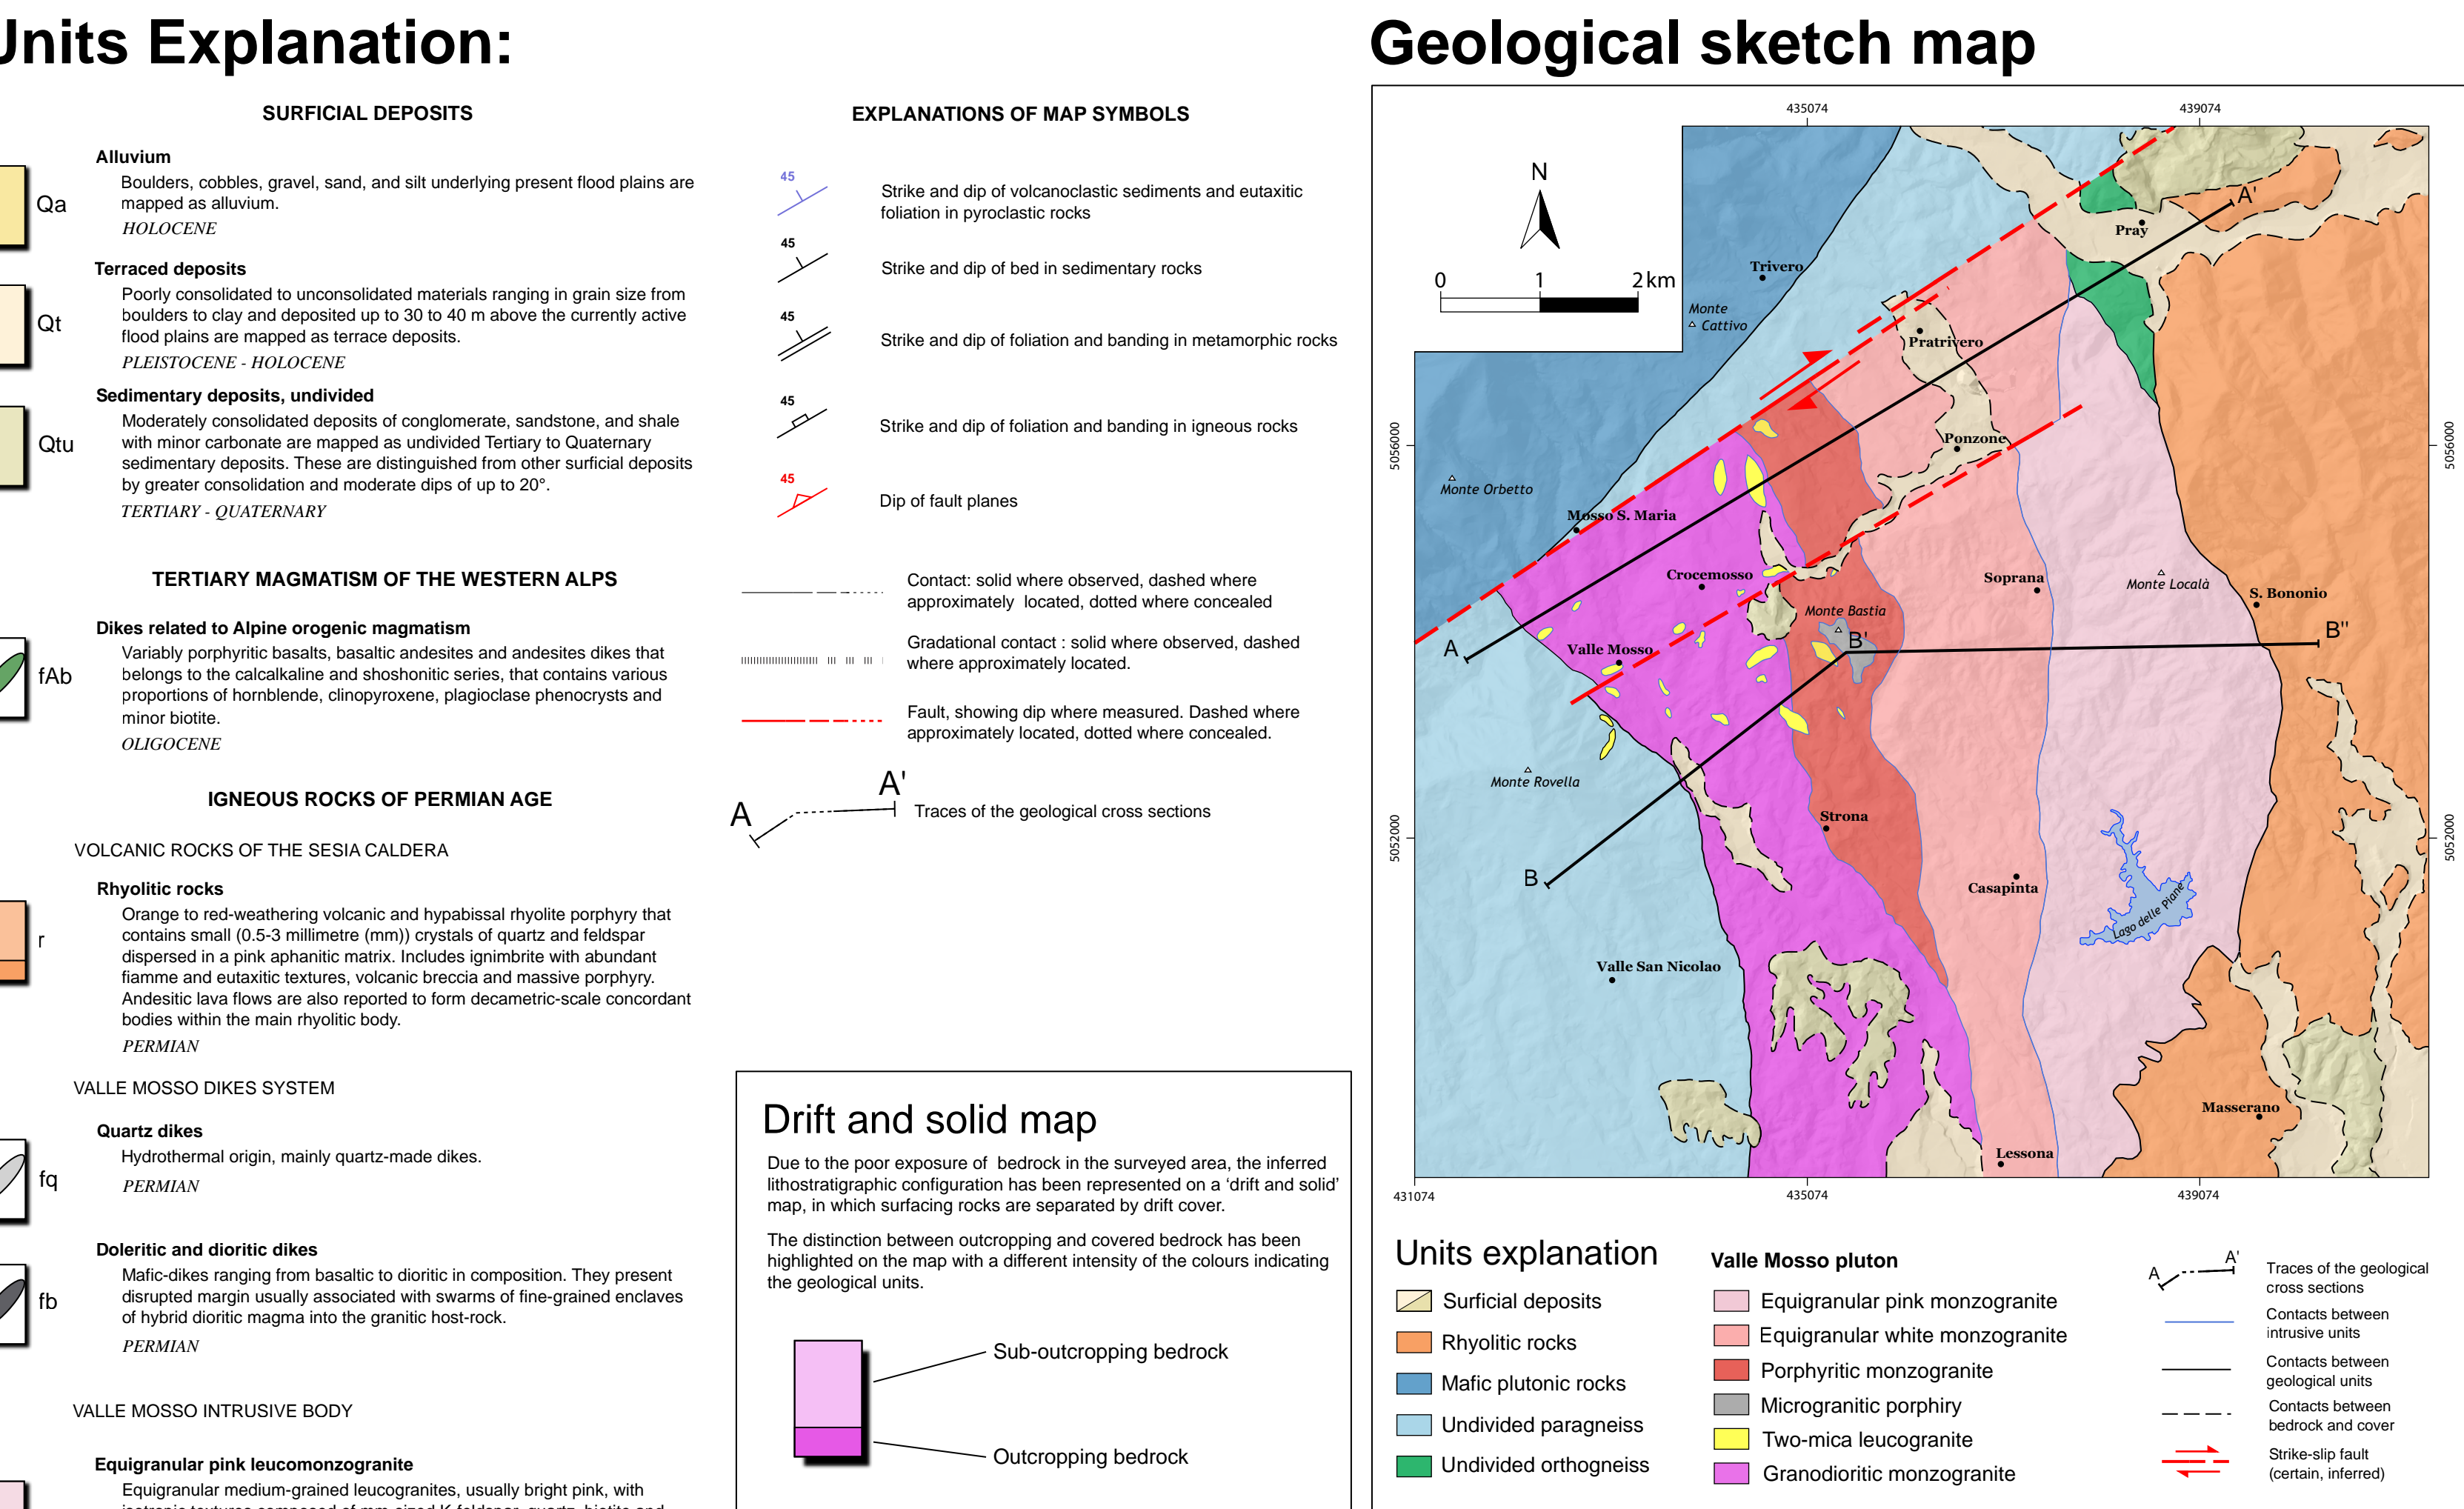 Units Explanation:
SURFICIAL DEPOSITS
Alluvium
Boulders, cobbles, gravel, sand, and silt underlying present flood plains are
mapped as alluvium.
HOLOCENE
Qa
Terraced deposits
Poorly consolidated to unconsolidated materials ranging in grain size from
boulders to clay and deposited up to 30 to 40 m above the currently active
flood plains are mapped as terrace deposits.
PLEISTOCENE - HOLOCENE
Qt
Sedimentary deposits, undivided
Moderately consolidated deposits of conglomerate, sandstone, and shale
with minor carbonate are mapped as undivided Tertiary to Quaternary
sedimentary deposits. These are distinguished from other surficial deposits
by greater consolidation and moderate dips of up to 20°.
TERTIARY - QUATERNARY
Qtu
TERTIARY MAGMATISM OF THE WESTERN ALPS
Dikes related to Alpine orogenic magmatism
Variably porphyritic basalts, basaltic andesites and andesites dikes that
belongs to the calcalkaline and shoshonitic series, that contains various
proportions of hornblende, clinopyroxene, plagioclase phenocrysts and
minor biotite.
OLIGOCENE
fAb
IGNEOUS ROCKS OF PERMIAN AGE
VOLCANIC ROCKS OF THE SESIA CALDERA
Rhyolitic rocks
Orange to red-weathering volcanic and hypabissal rhyolite porphyry that
contains small (0.5-3 millimetre (mm)) crystals of quartz and feldspar
dispersed in a pink aphanitic matrix. Includes ignimbrite with abundant
fiamme and eutaxitic textures, volcanic breccia and massive porphyry.
Andesitic lava flows are also reported to form decametric-scale concordant
bodies within the main rhyolitic body.
PERMIAN
r
VALLE MOSSO DIKES SYSTEM
Quartz dikes
Hydrothermal origin, mainly quartz-made dikes.
PERMIAN
fq
Doleritic and dioritic dikes
Mafic-dikes ranging from basaltic to dioritic in composition. They present
disrupted margin usually associated with swarms of fine-grained enclaves
of hybrid dioritic magma into the granitic host-rock.
PERMIAN
fb
VALLE MOSSO INTRUSIVE BODY
Equigranular pink leucomonzogranite
Equigranular medium-grained leucogranites, usually bright pink, with
isotropic textures composed of mm-sized K-feldspar, quartz, biotite and
EXPLANATIONS OF MAP SYMBOLS
45
Strike and dip of volcanoclastic sediments and eutaxitic
foliation in pyroclastic rocks
45
Strike and dip of bed in sedimentary rocks
45
Strike and dip of foliation and banding in metamorphic rocks
45
Strike and dip of foliation and banding in igneous rocks
45
Dip of fault planes
Contact: solid where observed, dashed where
approximately located, dotted where concealed
Gradational contact : solid where observed, dashed
where approximately located.
Fault, showing dip where measured. Dashed where
approximately located, dotted where concealed.
A
A'
Traces of the geological cross sections
Drift and solid map
Due to the poor exposure of bedrock in the surveyed area, the inferred
lithostratigraphic configuration has been represented on a ‘drift and solid’
map, in which surfacing rocks are separated by drift cover.
The distinction between outcropping and covered bedrock has been
highlighted on the map with a different intensity of the colours indicating
the geological units.
Sub-outcropping bedrock
Outcropping bedrock
Geological sketch map
435074
439074
N
0 1 2 km
Trivero
Monte
Cattivo
Pray
A'
Pratrivero
Ponzone
5056000
5056000
Monte Orbetto
Mosso S. Maria
Crocemosso
Soprana
Monte Localà
S. Bononio
Monte Bastia
A
Valle Mosso
B'
B"
Monte Rovella
Strona
5052000
5052000
B
Casapinta
Lago delle Piane
Valle San Nicolao
Masserano
Lessona
431074
435074
439074
Units explanation
Surficial deposits
Rhyolitic rocks
Mafic plutonic rocks
Undivided paragneiss
Undivided orthogneiss
Valle Mosso pluton
Equigranular pink monzogranite
Equigranular white monzogranite
Porphyritic monzogranite
Microgranitic porphiry
Two-mica leucogranite
Granodioritic monzogranite
A
A'
Traces of the geological
cross sections
Contacts between
intrusive units
Contacts between
geological units
Contacts between
bedrock and cover
Strike-slip fault
(certain, inferred)